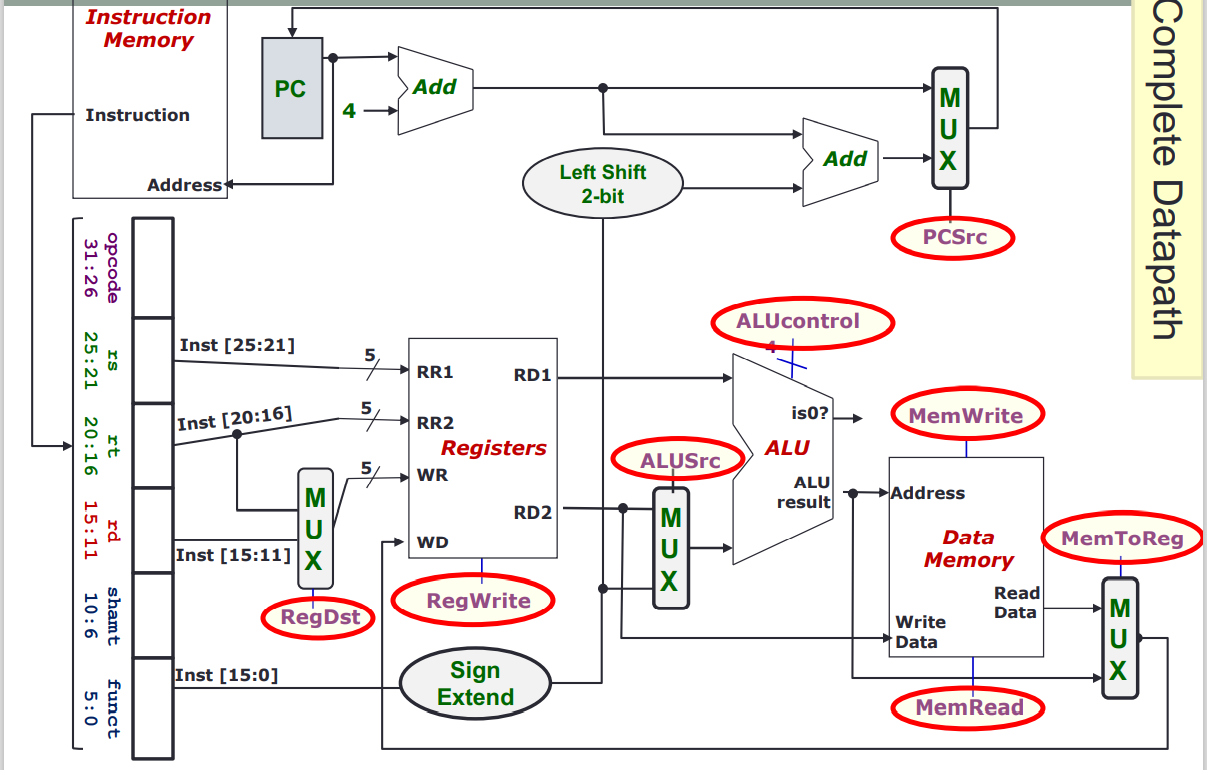 Complete Datapath
Instruction
Memory
Instruction
Address
PC
4
Add
Left Shift
2-bit
Add
M
U
X
PCSrc
opcode
31:26
rs
25:21
rt
20:16
rd
15:11
shamt
10:6
funct
5:0
Inst [25:21]
5
Inst [20:16]
5
5
M
U
X
Inst [15:11]
RegDst
Inst [15:0]
RR1
RR2
WR
WD
Registers
RD1
RD2
RegWrite
Sign
Extend
ALUSrc
M
U
X
ALUcontrol
4
is0?
ALU
ALU
result
MemWrite
Address
Data
Memory
Read
Data
Write
Data
MemRead
MemToReg
M
U
X